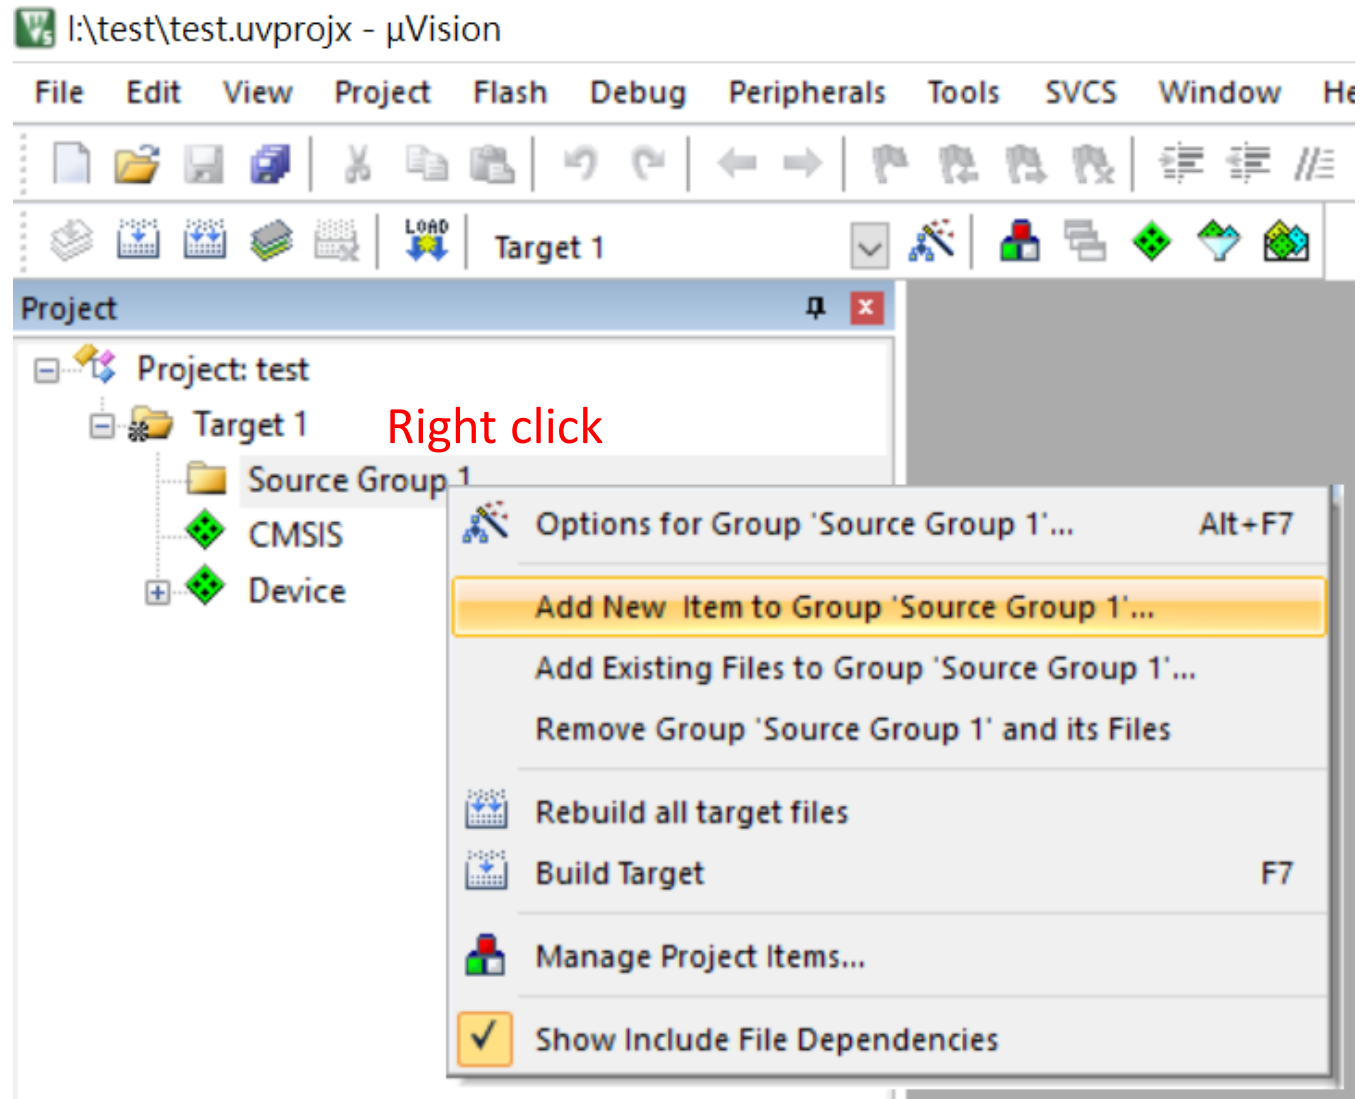 I:\test\test.uvprojx - µVision
File Edit View Project Flash Debug Peripherals Tools SVCS Window He
LOAD Target 1
Project
Project: test
Target 1
Right click
Source Group 1
CMSIS
Device
Options for Group 'Source Group 1'... Alt+F7
Add New  Item to Group 'Source Group 1'...
Add Existing Files to Group 'Source Group 1'...
Remove Group 'Source Group 1' and its Files
Rebuild all target files
Build Target F7
Manage Project Items...
Show Include File Dependencies